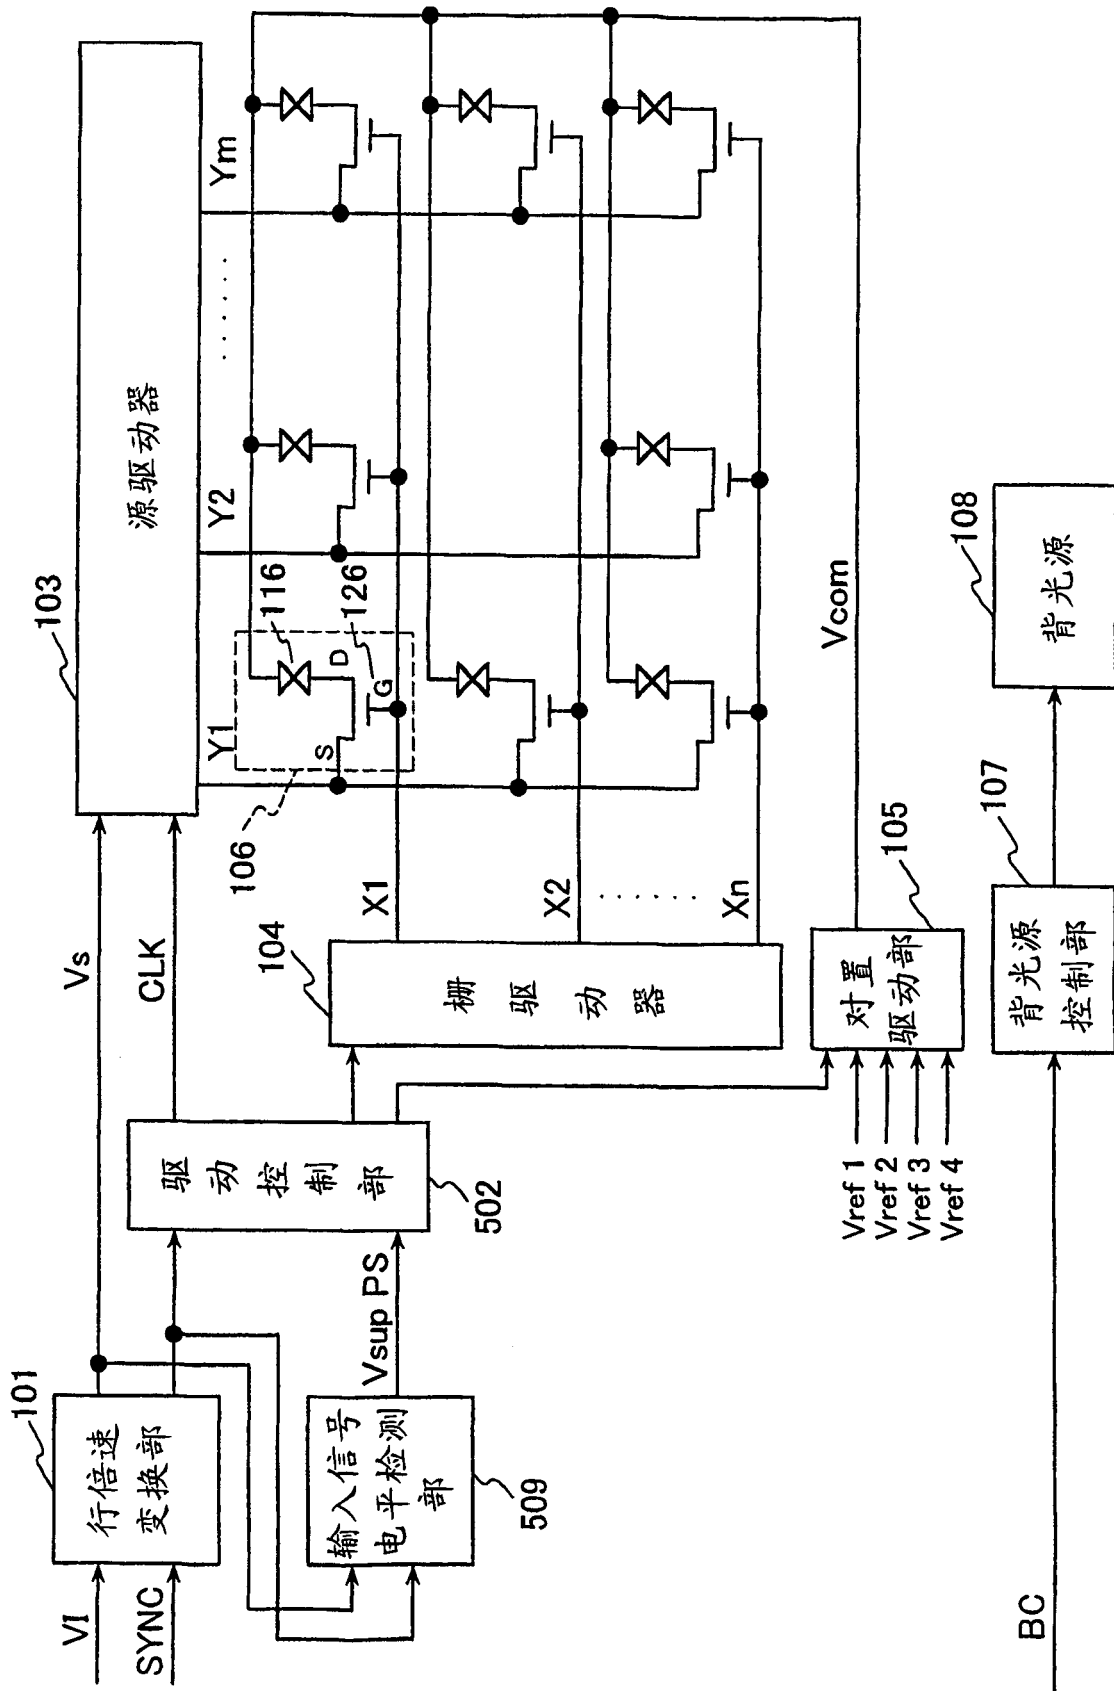 VI
SYNC
101
行倍速
变换部
Vs
CLK
103
源驱动器
输入信号
电平检测
部
509
Vsup PS
驱动控制部
502
104
栅驱动器
X1
X2
·······
Xn
Y1
Y2
·······
Ym
106
S
D
G
116
126
Vref 1
Vref 2
Vref 3
Vref 4
对置
驱动部
105
Vcom
BC
背光源
控制部
107
背光源
108